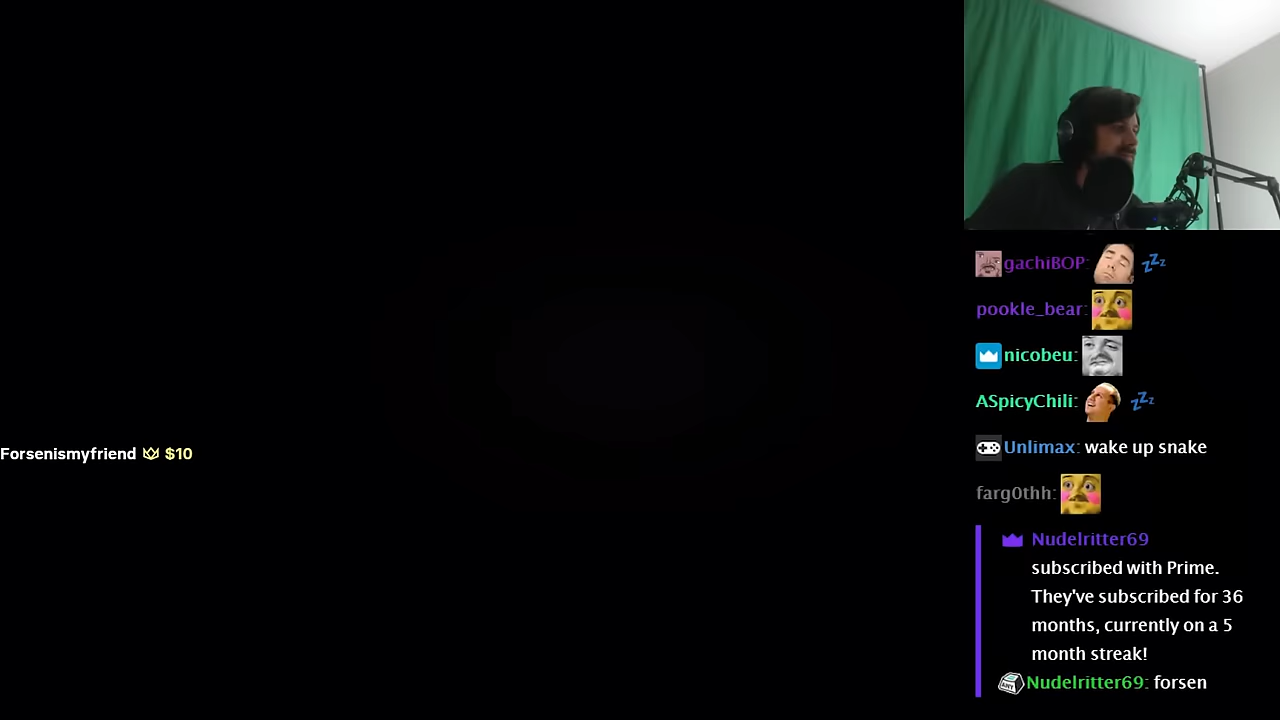 gachiBOP:
pookle_bear:
nicobeu:
ASpicyChili:
Forsenismyfriend $10
Unlimax: wake up snake
farg0thh:
Nudelritter69
subscribed with Prime.
They've subscribed for 36
months, currently on a 5
month streak!
Nudelritter69: forsen